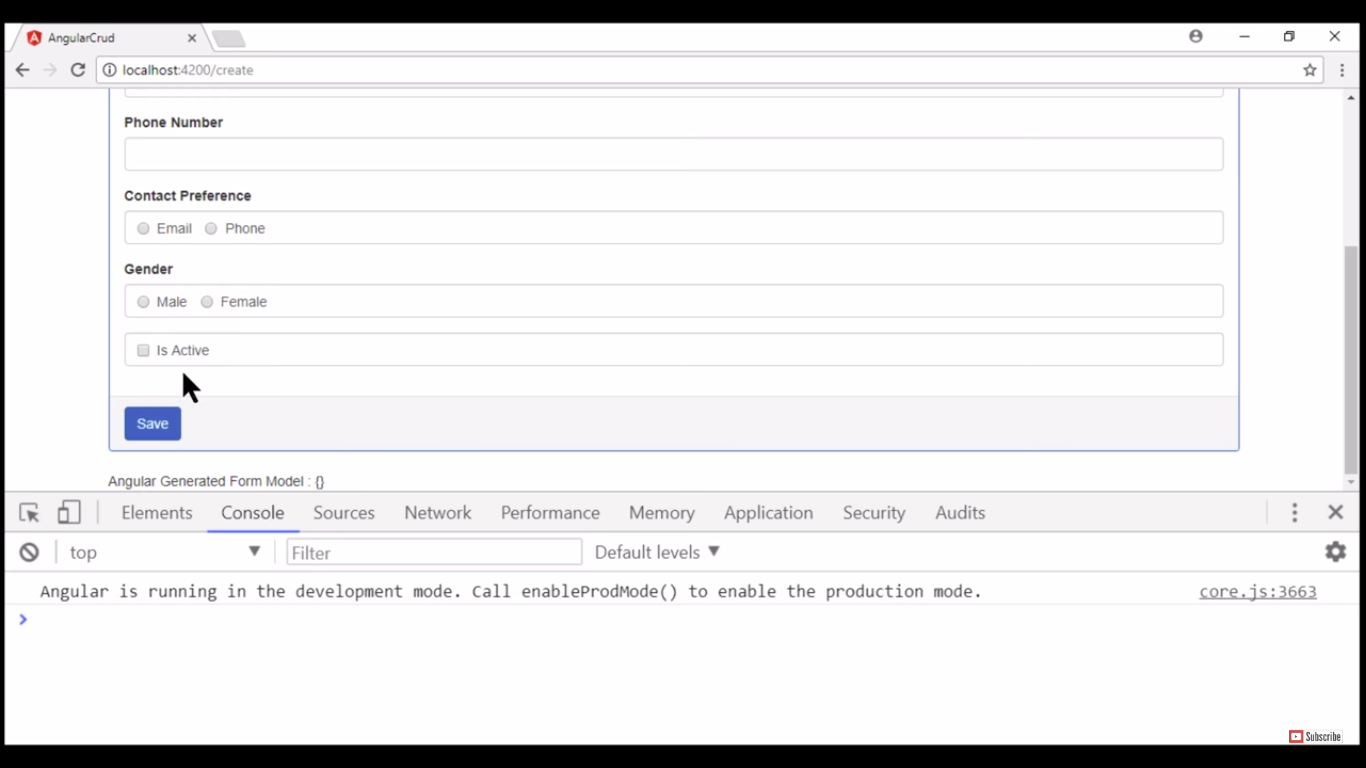 AngularCrud
localhost:4200/create
Phone Number
Contact Preference
Email Phone
Gender
Male Female
Is Active
Save
Angular Generated Form Model : {}
Elements Console Sources Network Performance Memory Application Security Audits
top Filter Default levels
Angular is running in the development mode. Call enableProdMode() to enable the production mode. core.js:3663
Subscribe